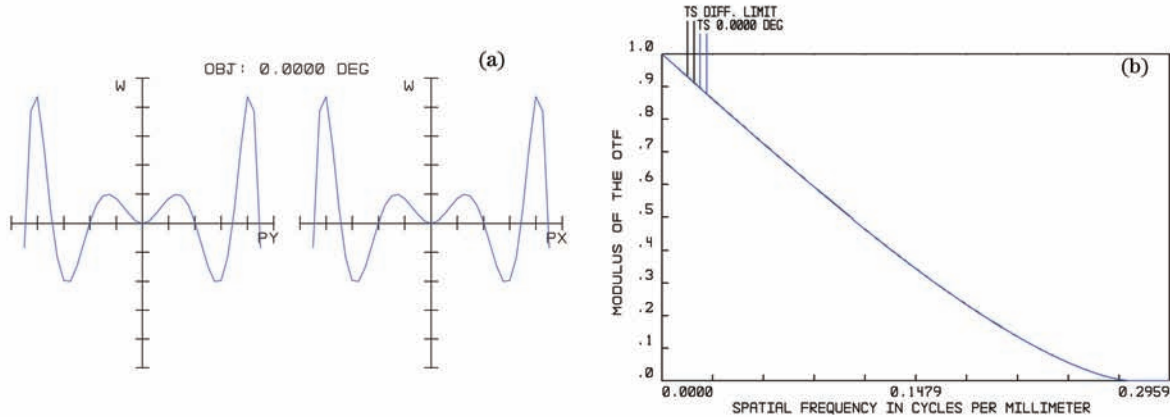 OBJ: 0.0000 DEG
(a)
W
W
PY
PX
TS DIFF. LIMIT
TS 0.0000 DEG
(b)
1.0
.9
.8
.7
.6
.5
.4
.3
.2
.1
.0
MODULUS OF THE OTF
0.0000
0.1479
0.2959
SPATIAL FREQUENCY IN CYCLES PER MILLIMETER